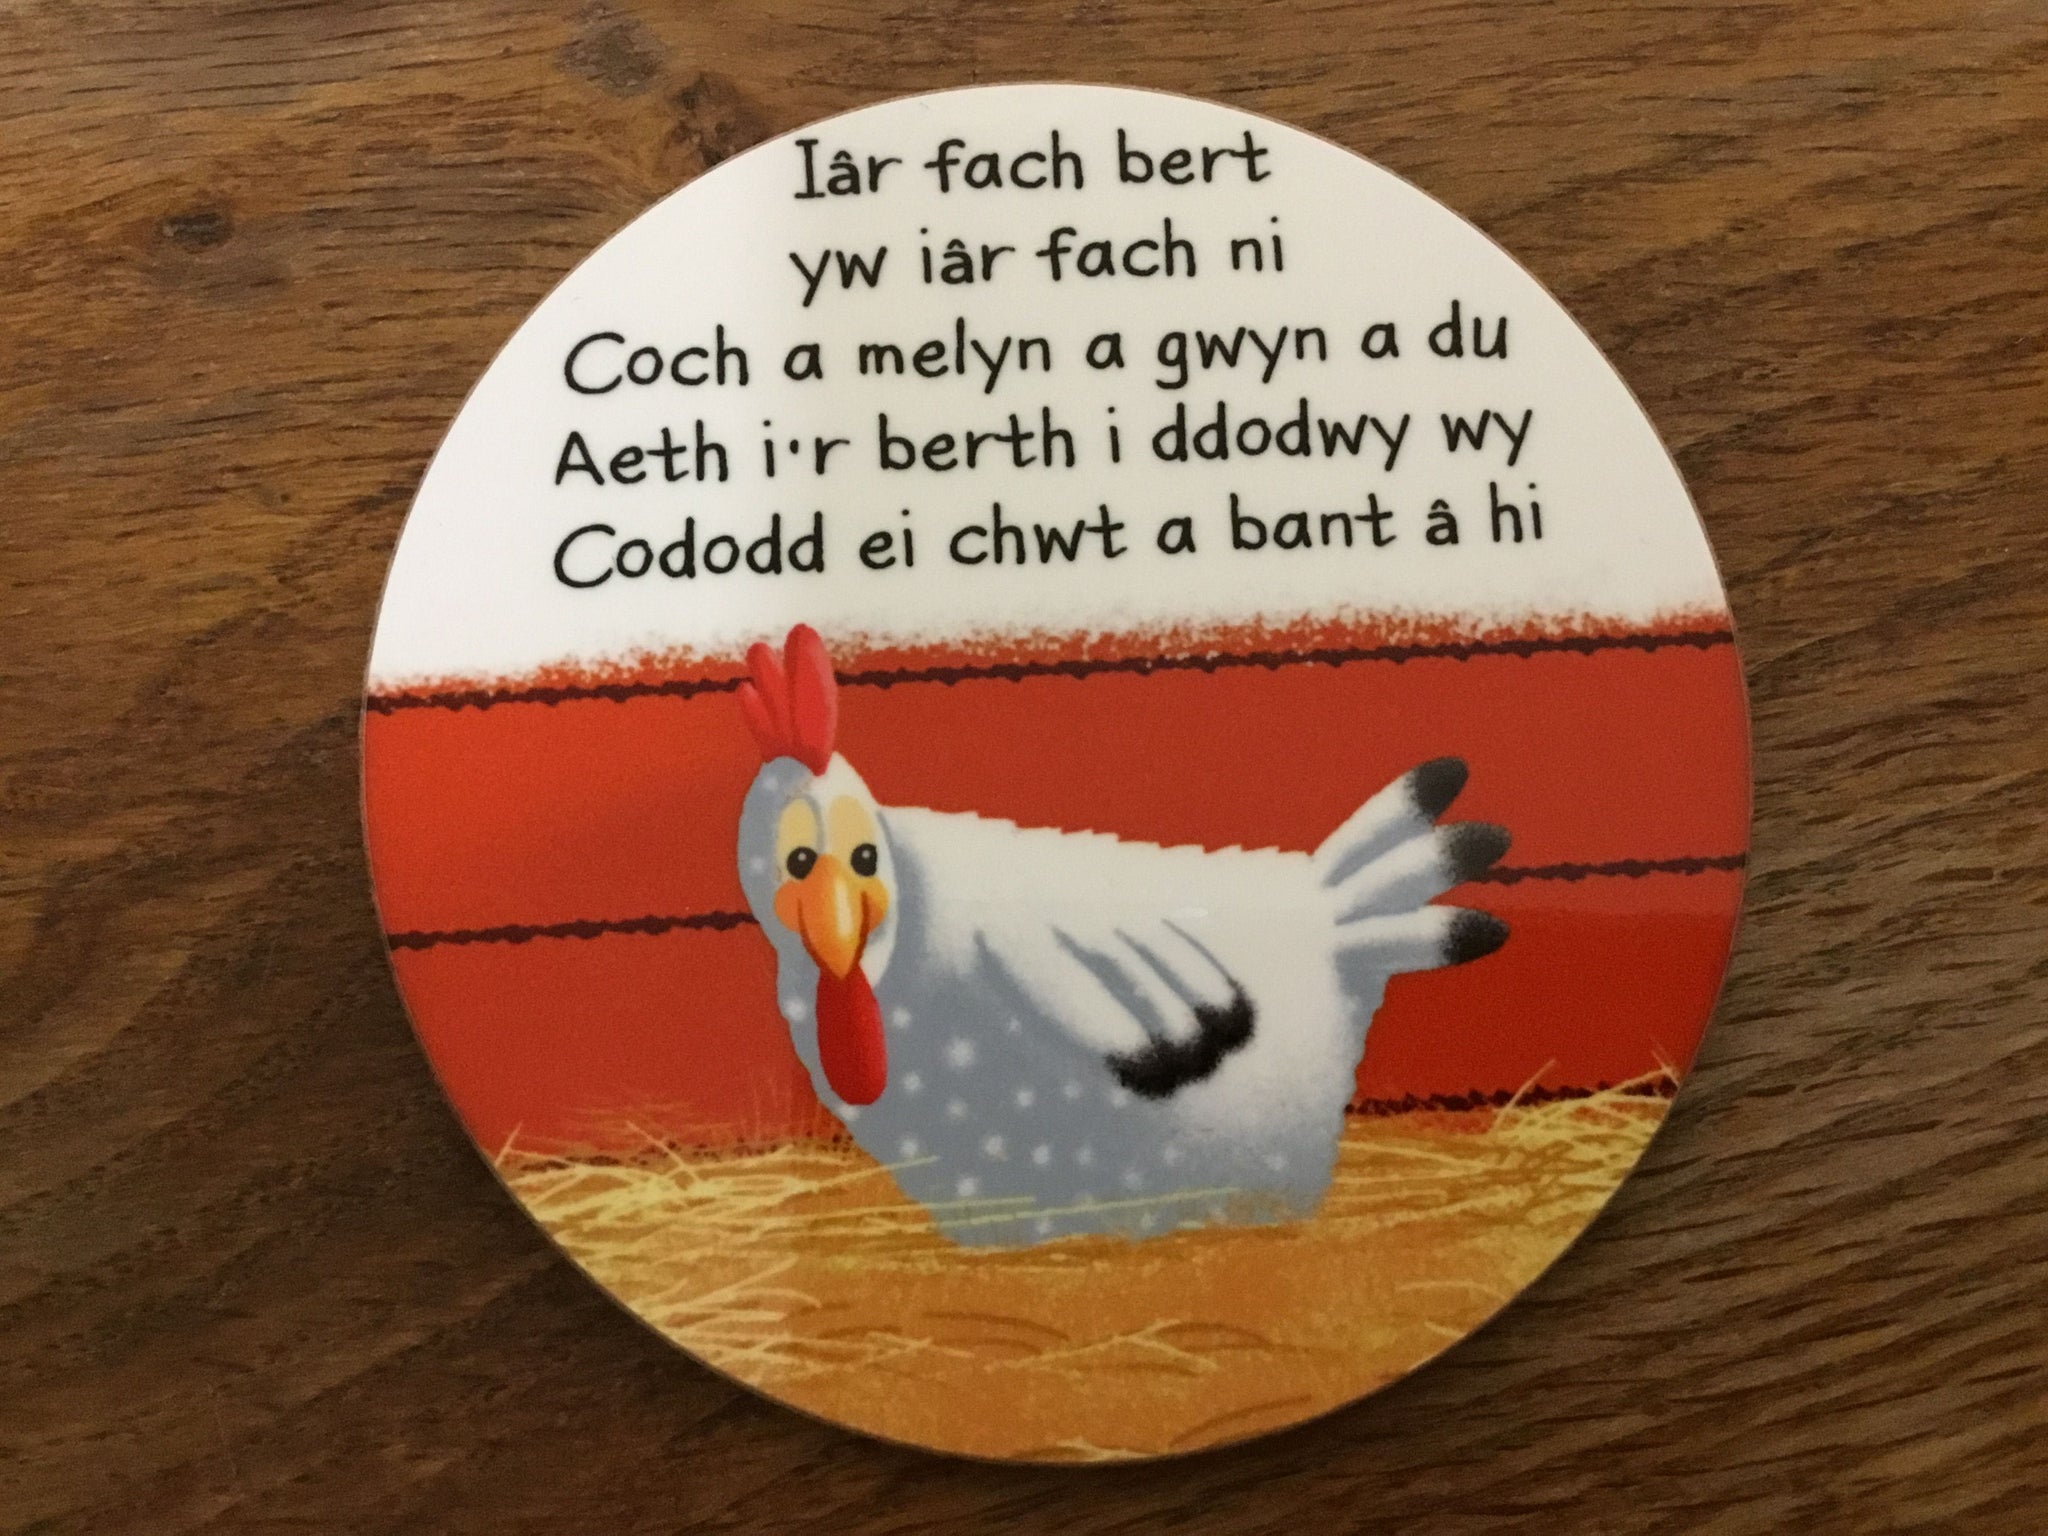 Iâr fach bert
yw iâr fach ni
Coch a melyn a gwyn a du
Aeth i'r berth i ddodwy wy
Cododd ei chwt a bant â hi